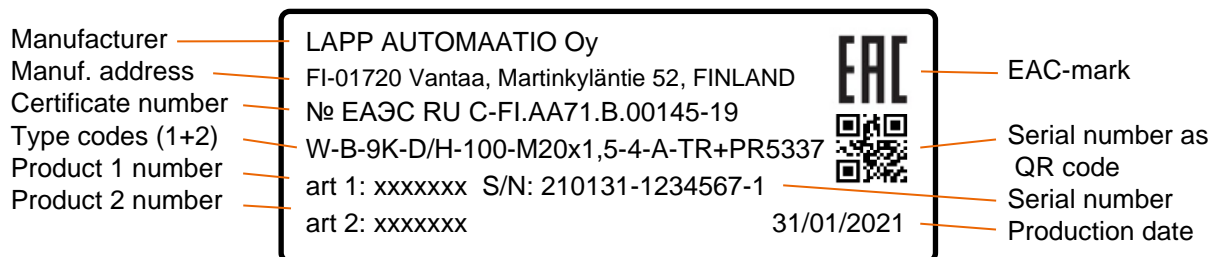 Manufacturer
Manuf. address
Certificate number
Type codes (1+2)
Product 1 number
Product 2 number
LAPP AUTOMAATIO Oy
FI-01720 Vantaa, Martinkyläntie 52, FINLAND
№ ЕАЭС RU C-FI.AA71.B.00145-19
W-B-9K-D/H-100-M20x1,5-4-A-TR+PR5337
art 1: xxxxxxx S/N: 210131-1234567-1
art 2: xxxxxxx
31/01/2021
EAC
EAC-mark
Serial number as
QR code
Serial number
Production date